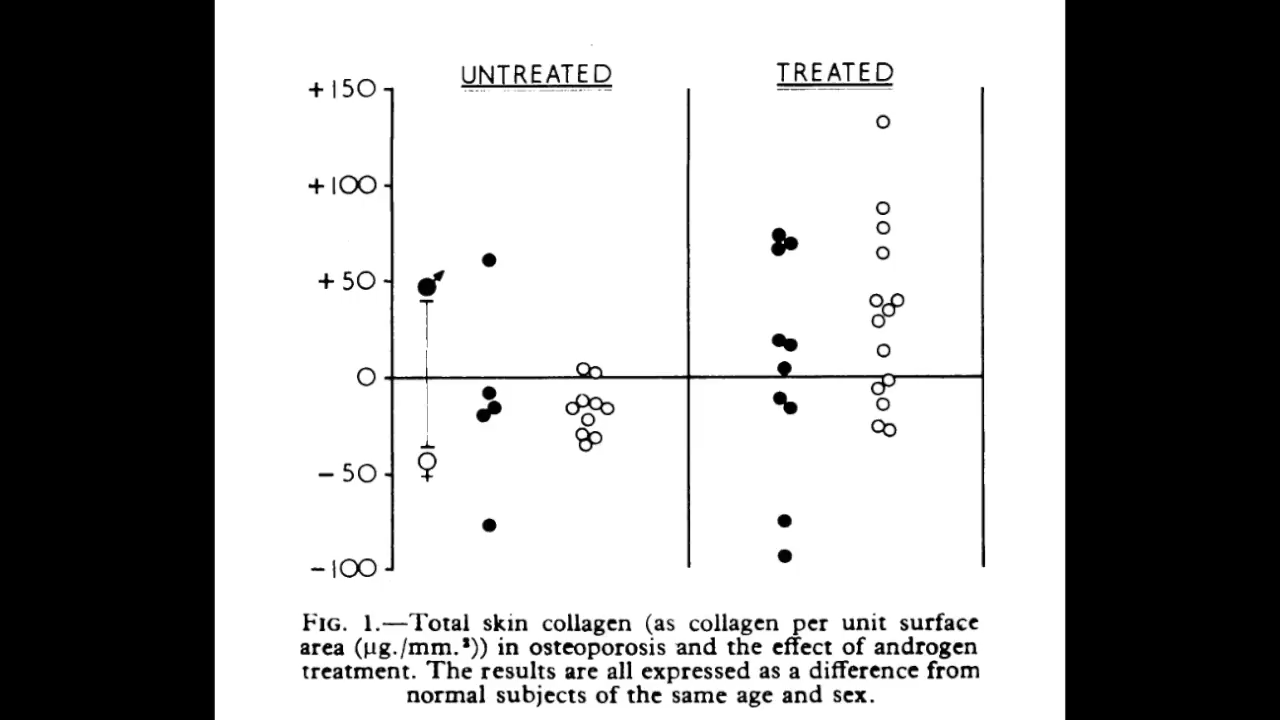 UNTREATED
TREATED
+150
+100
+50
0
-50
-100
FIG. 1.—Total skin collagen (as collagen per unit surface
area (µg./mm.²)) in osteoporosis and the effect of androgen
treatment. The results are all expressed as a difference from
normal subjects of the same age and sex.